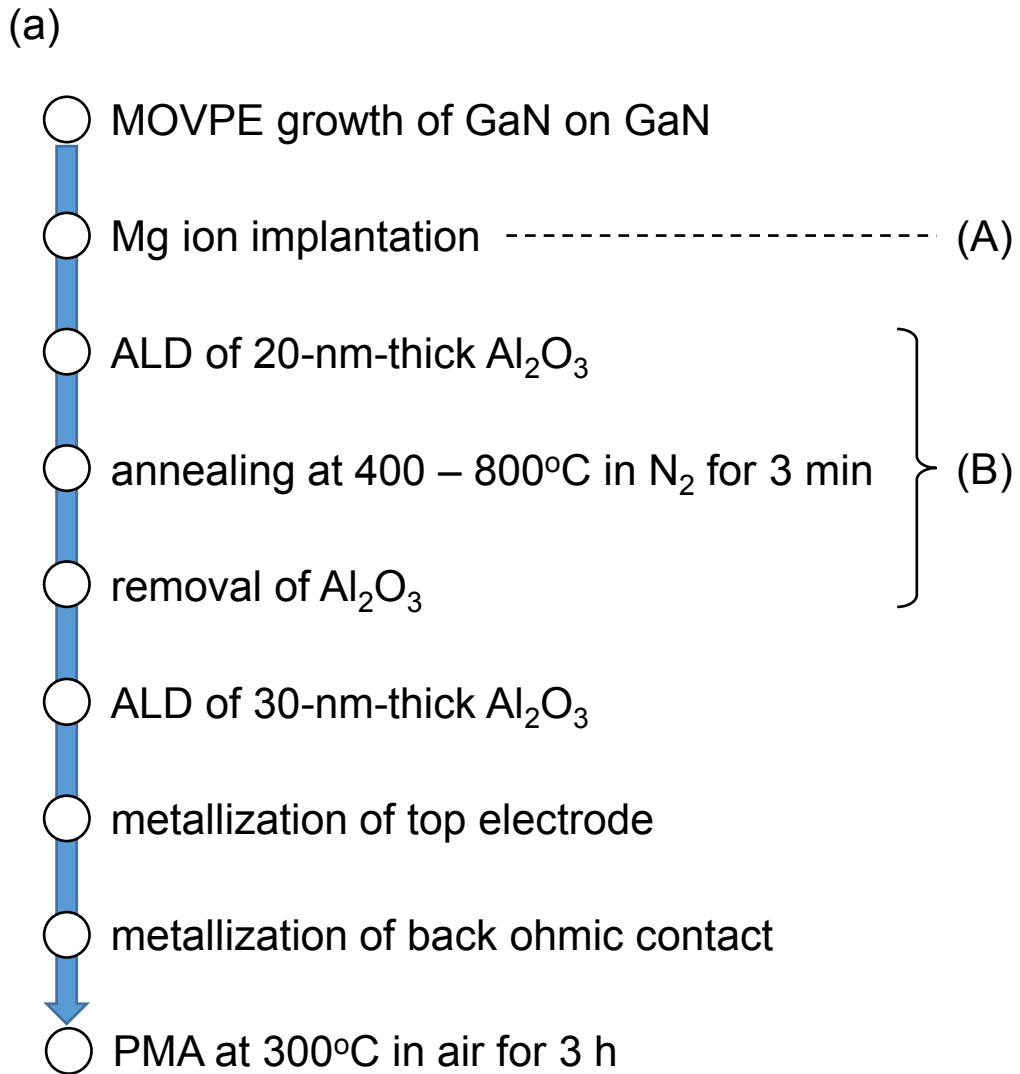 (a)
MOVPE growth of GaN on GaN
Mg ion implantation (A)
ALD of 20-nm-thick Al₂O₃
annealing at 400 – 800ºC in N₂ for 3 min (B)
removal of Al₂O₃
ALD of 30-nm-thick Al₂O₃
metallization of top electrode
metallization of back ohmic contact
PMA at 300ºC in air for 3 h